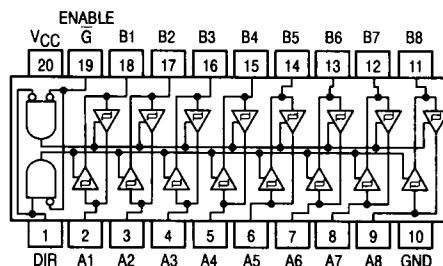 ENABLE
VCC G̅ B1 B2 B3 B4 B5 B6 B7 B8
20 19 18 17 16 15 14 13 12 11
1 2 3 4 5 6 7 8 9 10
DIR A1 A2 A3 A4 A5 A6 A7 A8 GND